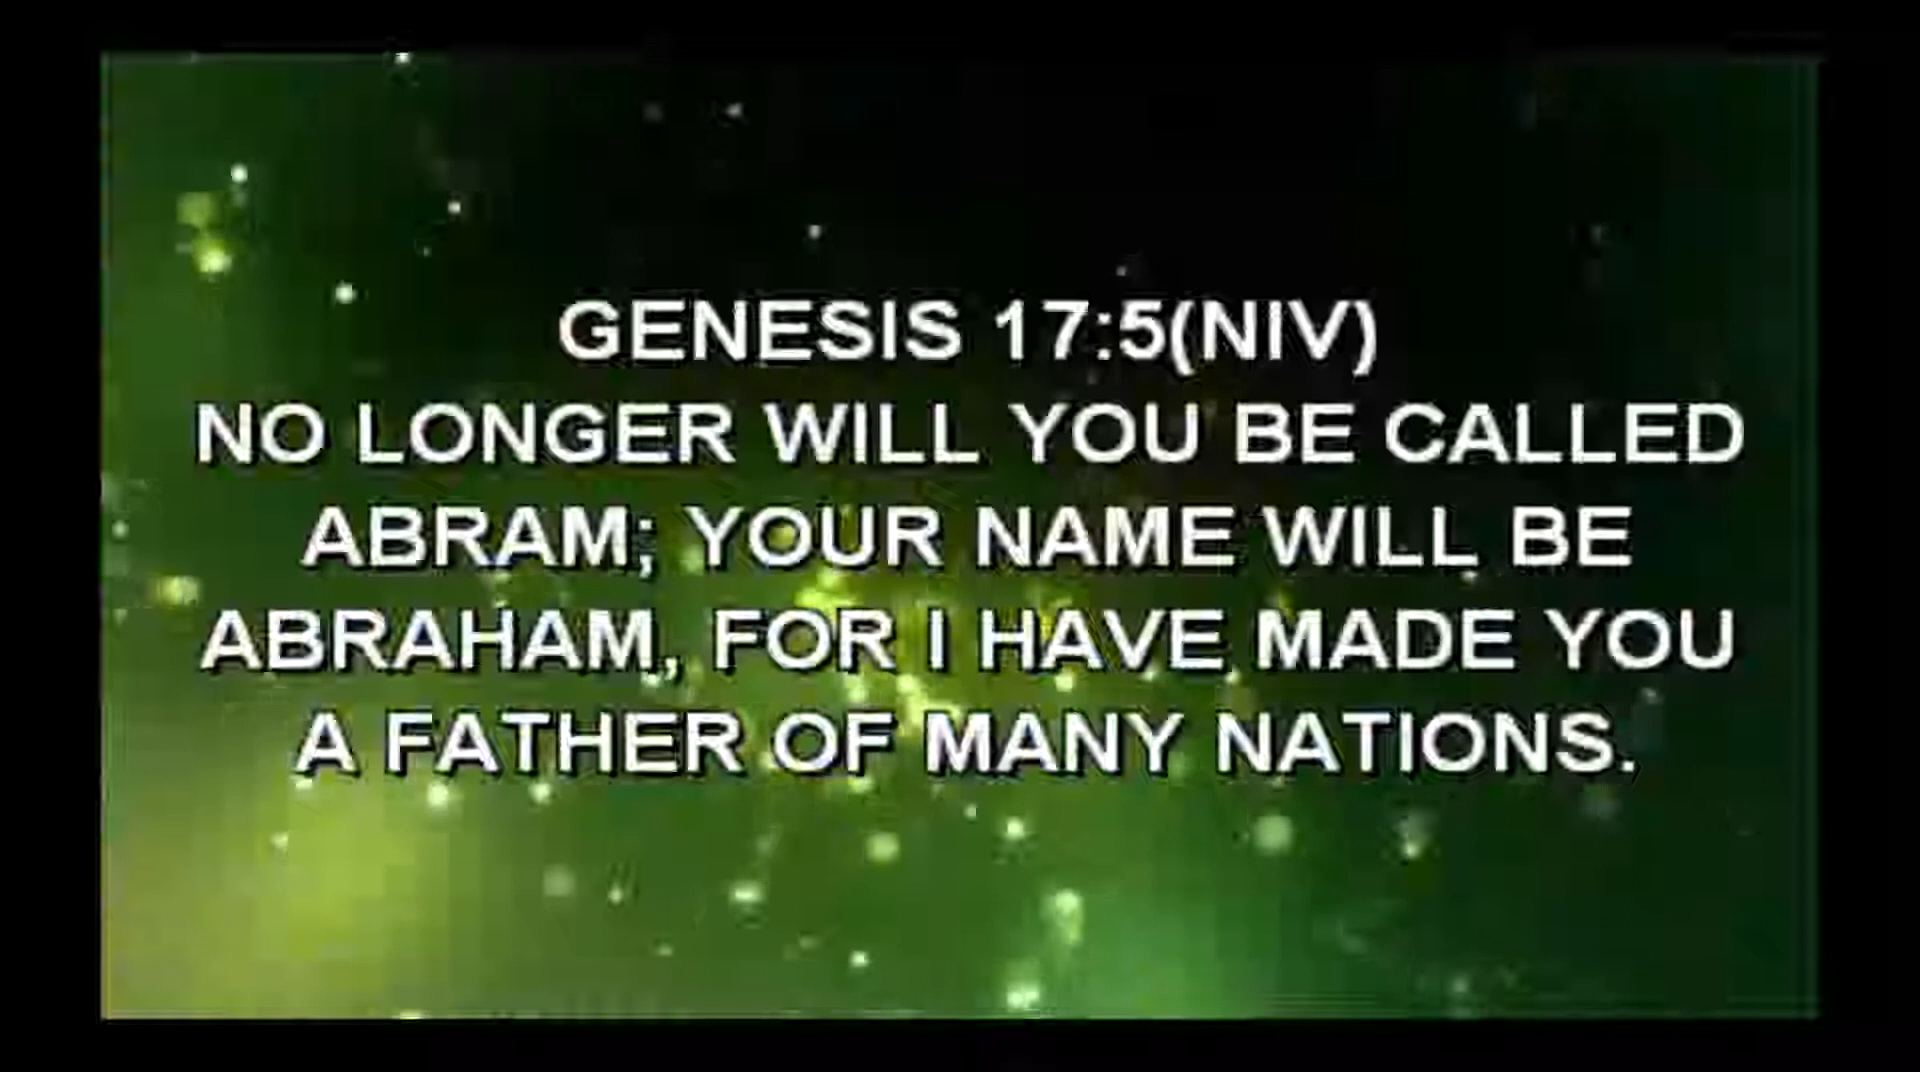 GENESIS 17:5(NIV)
NO LONGER WILL YOU BE CALLED
ABRAM; YOUR NAME WILL BE
ABRAHAM, FOR I HAVE MADE YOU
A FATHER OF MANY NATIONS.